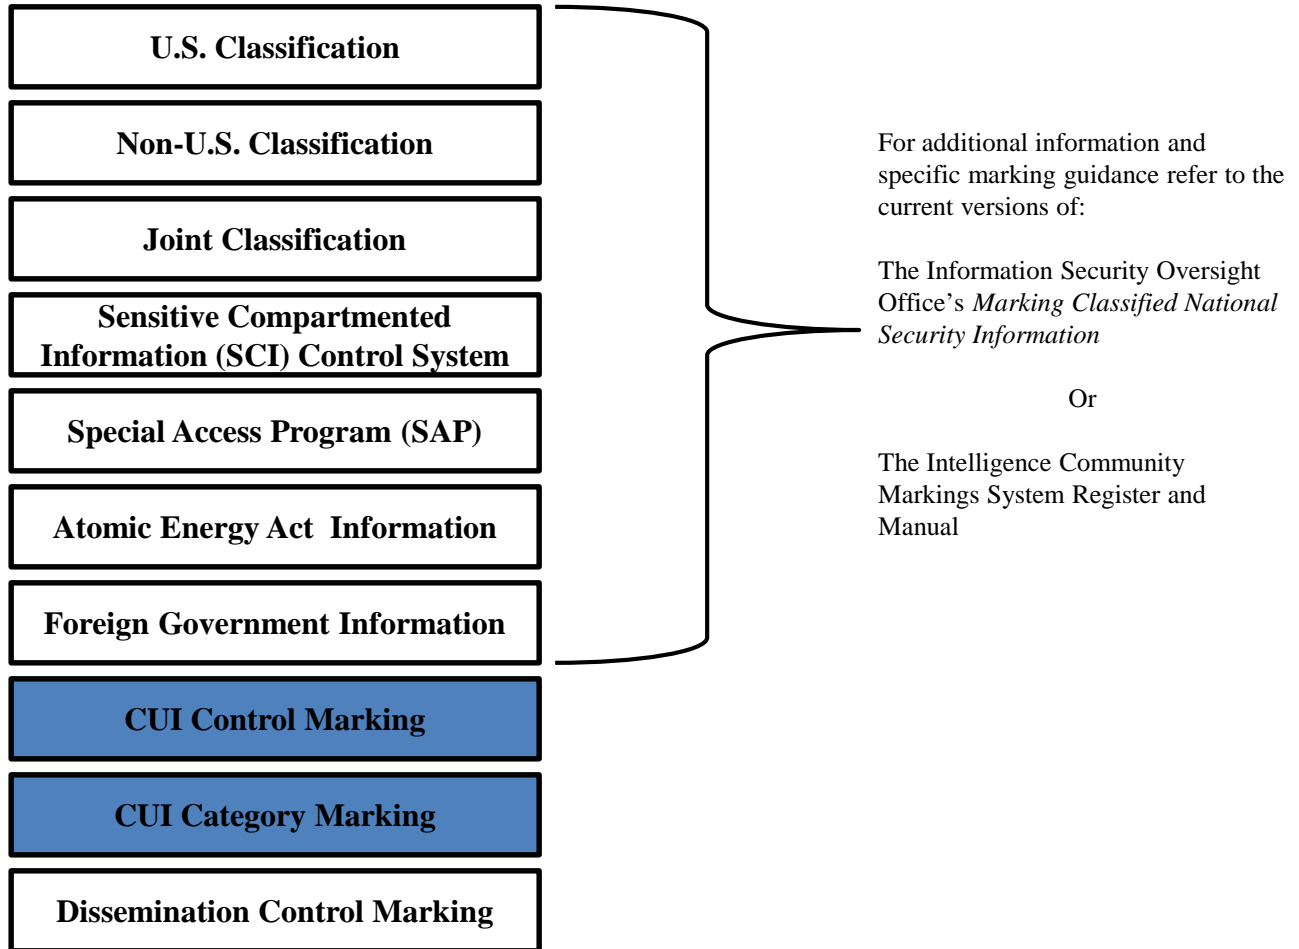 U.S. Classification
Non-U.S. Classification
Joint Classification
Sensitive Compartmented
Information (SCI) Control System
Special Access Program (SAP)
Atomic Energy Act  Information
Foreign Government Information
CUI Control Marking
CUI Category Marking
Dissemination Control Marking
For additional information and
specific marking guidance refer to the
current versions of:
The Information Security Oversight
Office’s Marking Classified National
Security Information
Or
The Intelligence Community
Markings System Register and
Manual